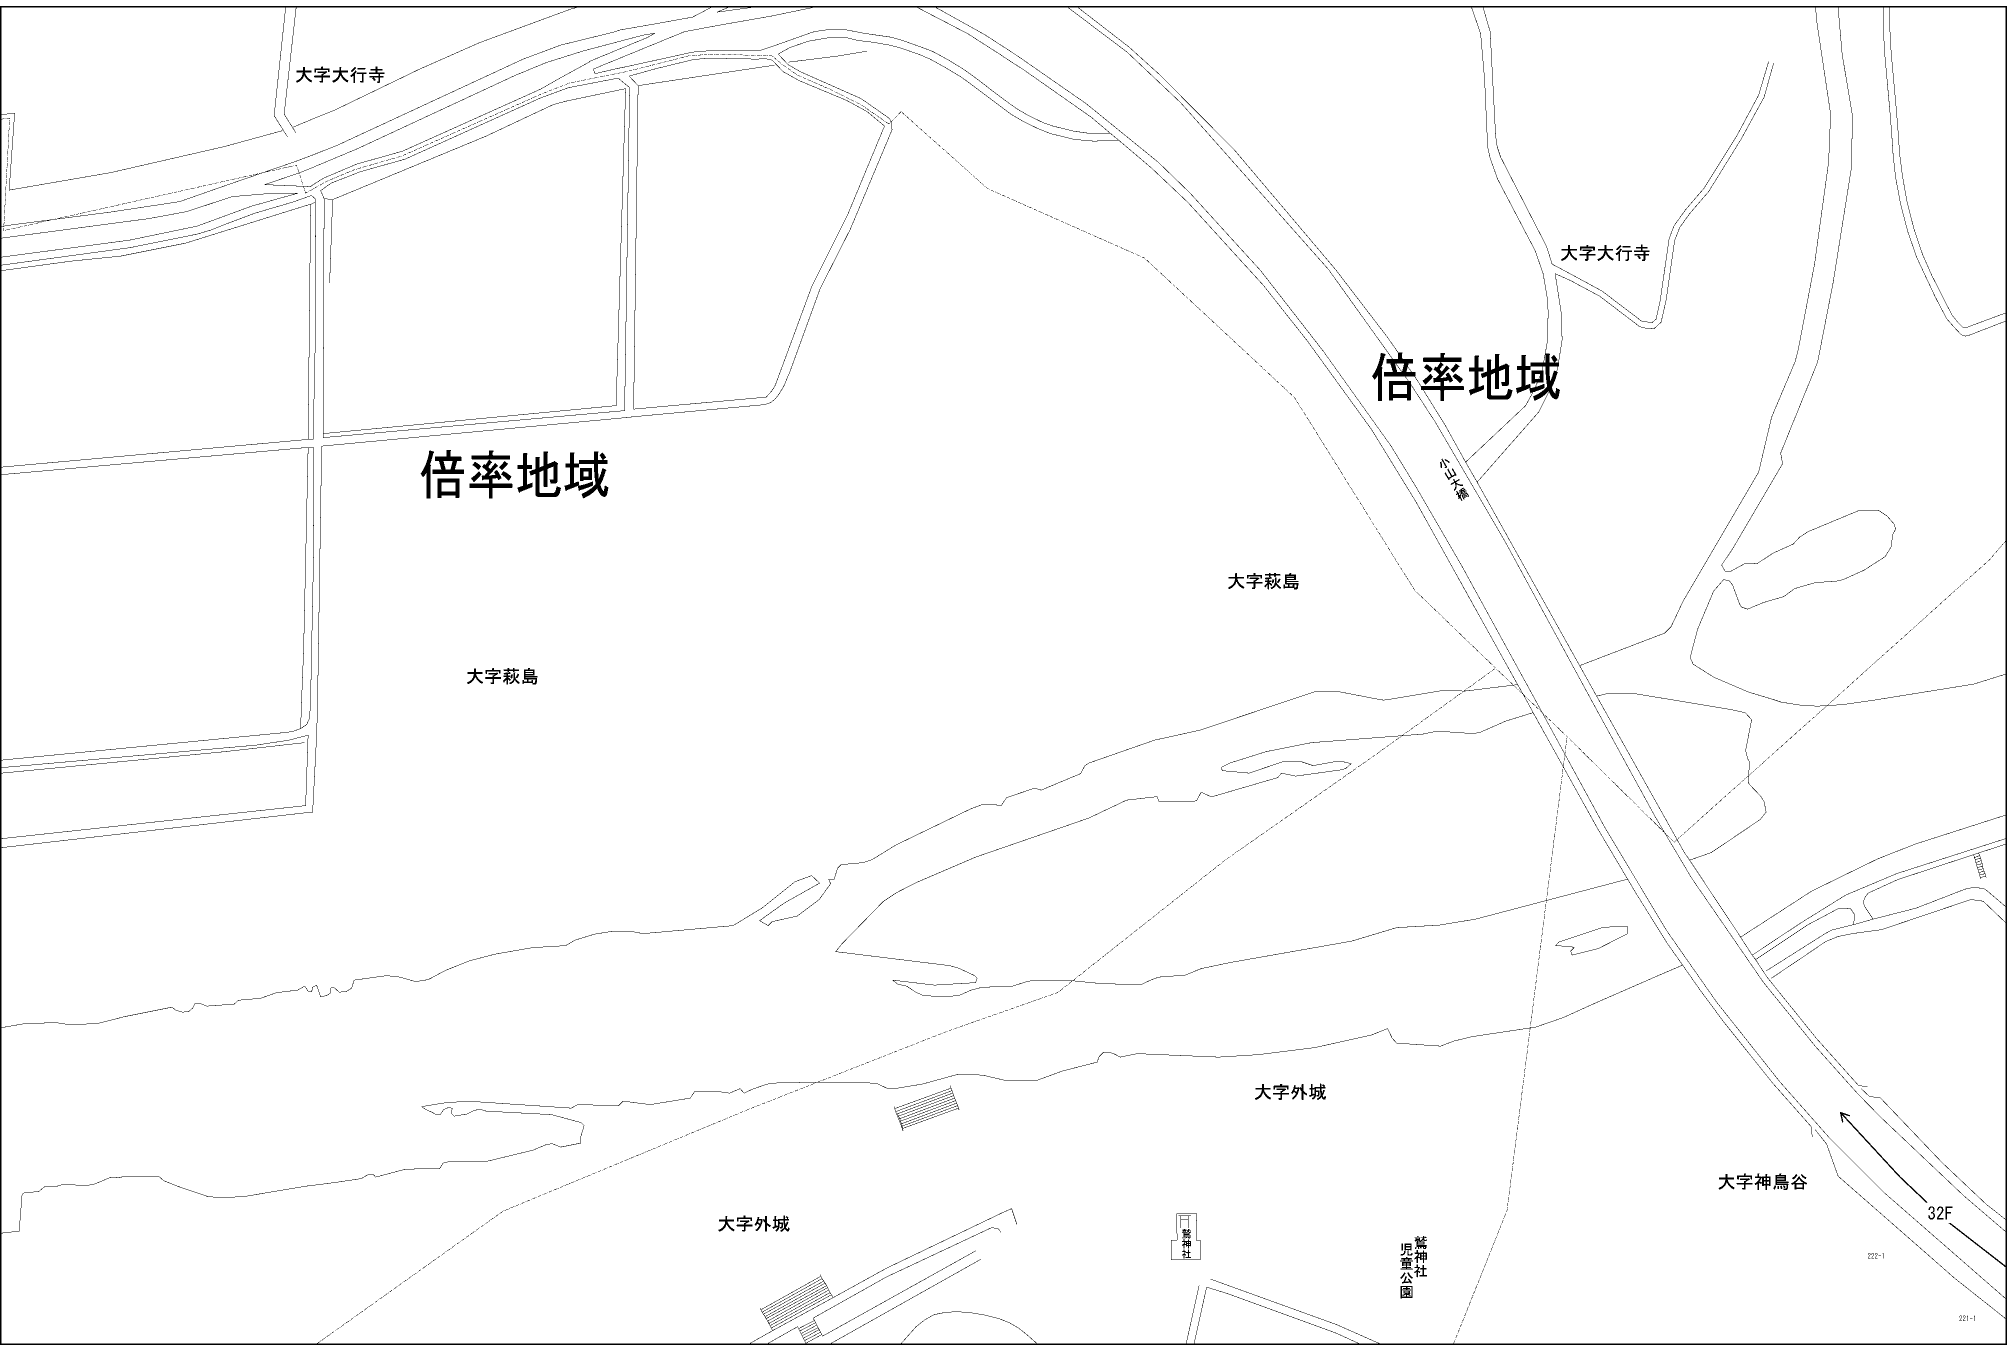 大字大行寺
大字大行寺
倍率地域
倍率地域
小山大橋
大字萩島
大字萩島
大字外城
大字神鳥谷
32F
大字外城
鷲神社
鷲神社
児童公園
222-1
221-1